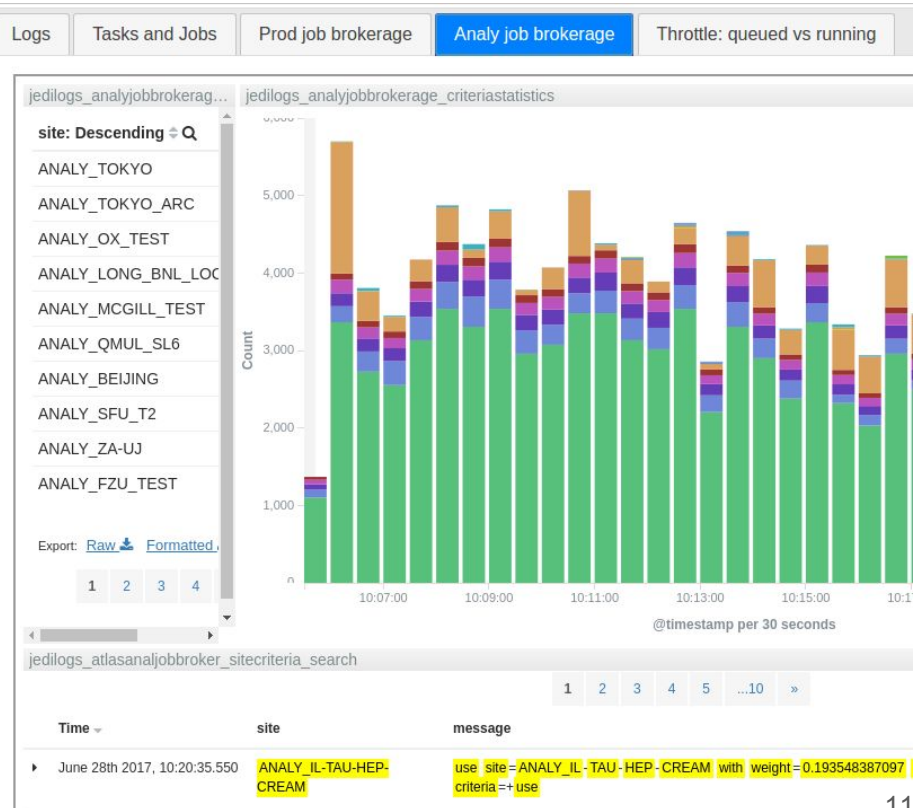 Logs
Tasks and Jobs
Prod job brokerage
Analy job brokerage
Throttle: queued vs running
jedilogs_analyjobbrokerag...
jedilogs_analyjobbrokerage_criteriastatistics
site: Descending
ANALY_TOKYO
ANALY_TOKYO_ARC
ANALY_OX_TEST
ANALY_LONG_BNL_LOC
ANALY_MCGILL_TEST
ANALY_QMUL_SL6
ANALY_BEIJING
ANALY_SFU_T2
ANALY_ZA-UJ
ANALY_FZU_TEST
Export: Raw Formatted
1 2 3 4
5,000
4,000
Count
3,000
2,000
1,000
0
10:07:00 10:09:00 10:11:00 10:13:00 10:15:00
@timestamp per 30 seconds
jedilogs_atlasanaljobbroker_sitecriteria_search
1 2 3 4 5 ...10 »
Time site message
June 28th 2017, 10:20:35.550 ANALY_IL-TAU-HEP- use site=ANALY_IL-TAU-HEP-CREAM with weight=0.193548387097
CREAM criteria=+use
11